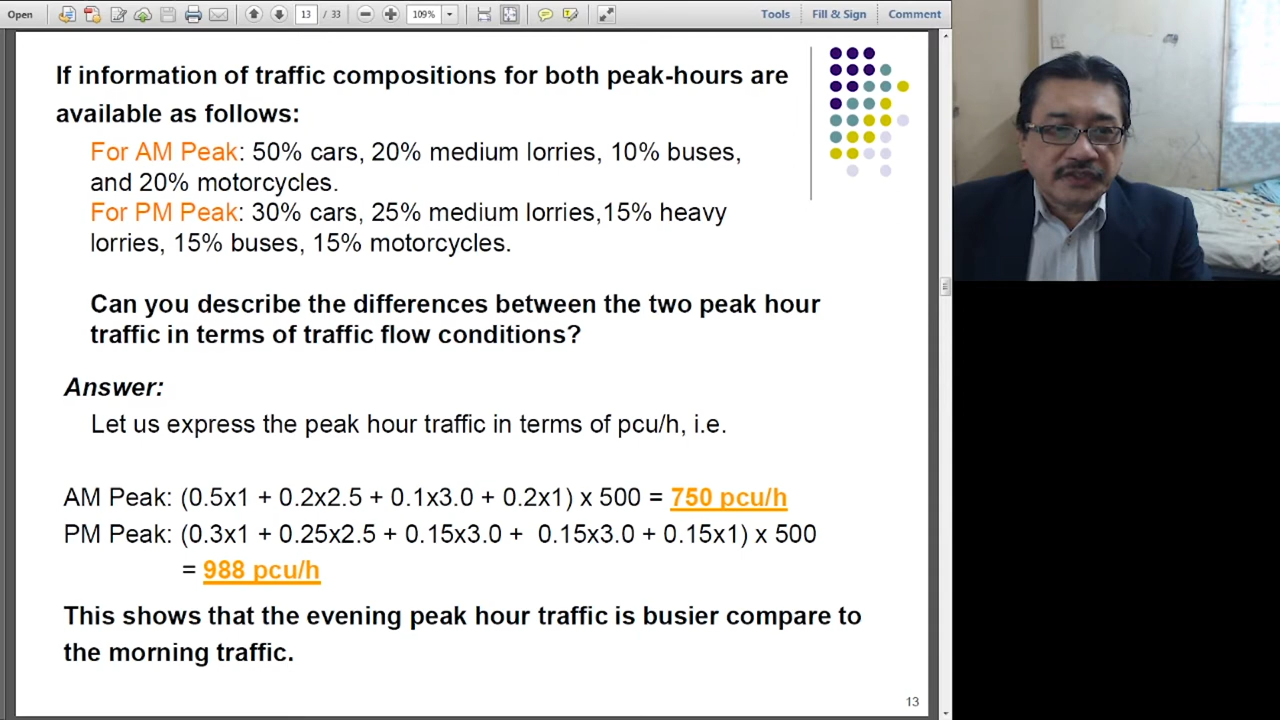 Open
13 / 33
109%
Tools
Fill & Sign
Comment
If information of traffic compositions for both peak-hours are
available as follows:
For AM Peak: 50% cars, 20% medium lorries, 10% buses,
and 20% motorcycles.
For PM Peak: 30% cars, 25% medium lorries,15% heavy
lorries, 15% buses, 15% motorcycles.
Can you describe the differences between the two peak hour
traffic in terms of traffic flow conditions?
Answer:
Let us express the peak hour traffic in terms of pcu/h, i.e.
AM Peak: (0.5x1 + 0.2x2.5 + 0.1x3.0 + 0.2x1) x 500 = 750 pcu/h
PM Peak: (0.3x1 + 0.25x2.5 + 0.15x3.0 + 0.15x3.0 + 0.15x1) x 500
= 988 pcu/h
This shows that the evening peak hour traffic is busier compare to
the morning traffic.
13